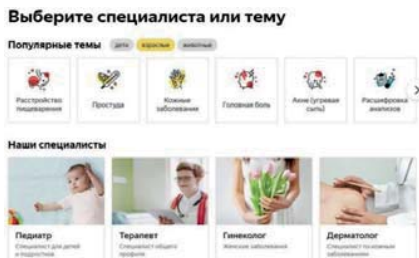 Выберите специалиста или тему
Популярные темы дети взрослые животные
Расстройство пищеварения
Простуда
Кожные заболевания
Головная боль
Акне (угревая сыпь)
Расшифровка анализов
Наши специалисты
Педиатр
Специалист для детей и подростков
Терапевт
Специалист общего профиля
Гинеколог
Женские заболевания
Дерматолог
Специалист по кожным заболеваниям